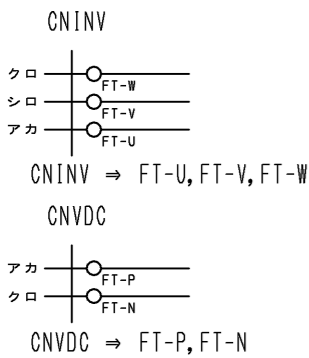 CNINV
クロ FT-W
シロ FT-V
アカ FT-U
CNINV ⇒ FT-U,FT-V,FT-W
CNVDC
アカ FT-P
クロ FT-N
CNVDC ⇒ FT-P,FT-N